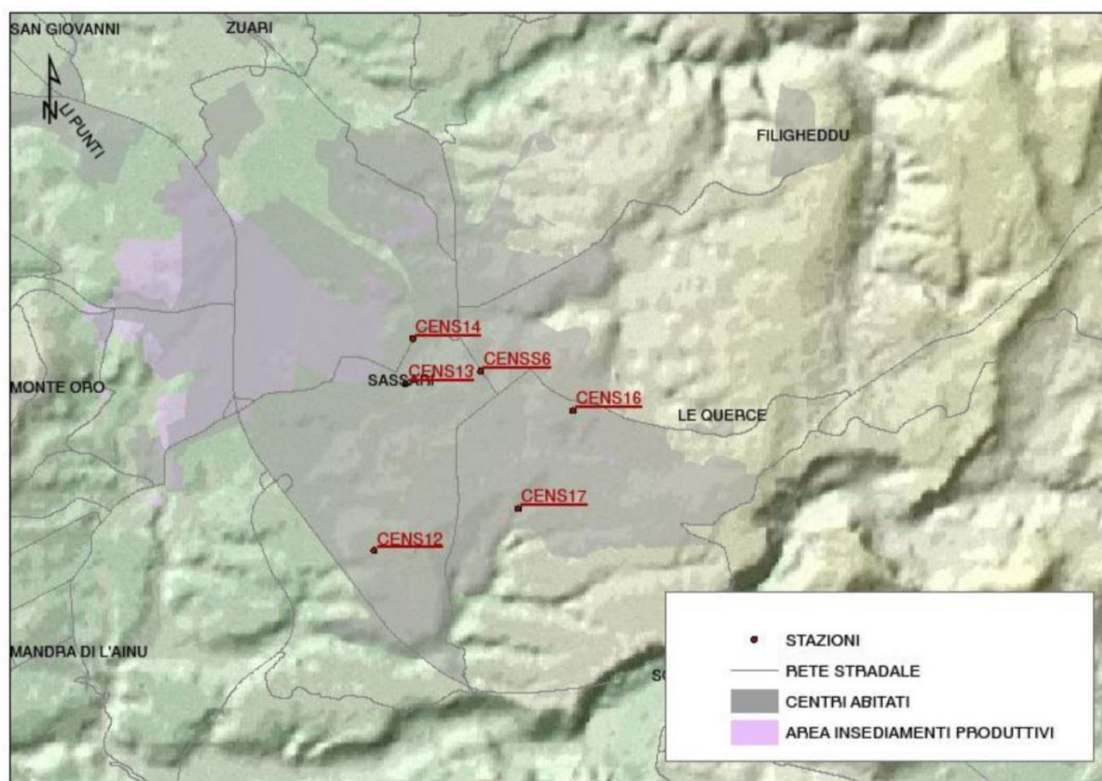 SAN GIOVANNI
ZUARI
N
LI PUNTI
FILIGHEDDU
CENS14
CENSS6
CENS13
SASSARI
MONTE ORO
CENS16
LE QUERCE
CENS17
CENS12
MANDRA DI L'AINU
STAZIONI
RETE STRADALE
CENTRI ABITATI
AREA INSEDIAMENTI PRODUTTIVI